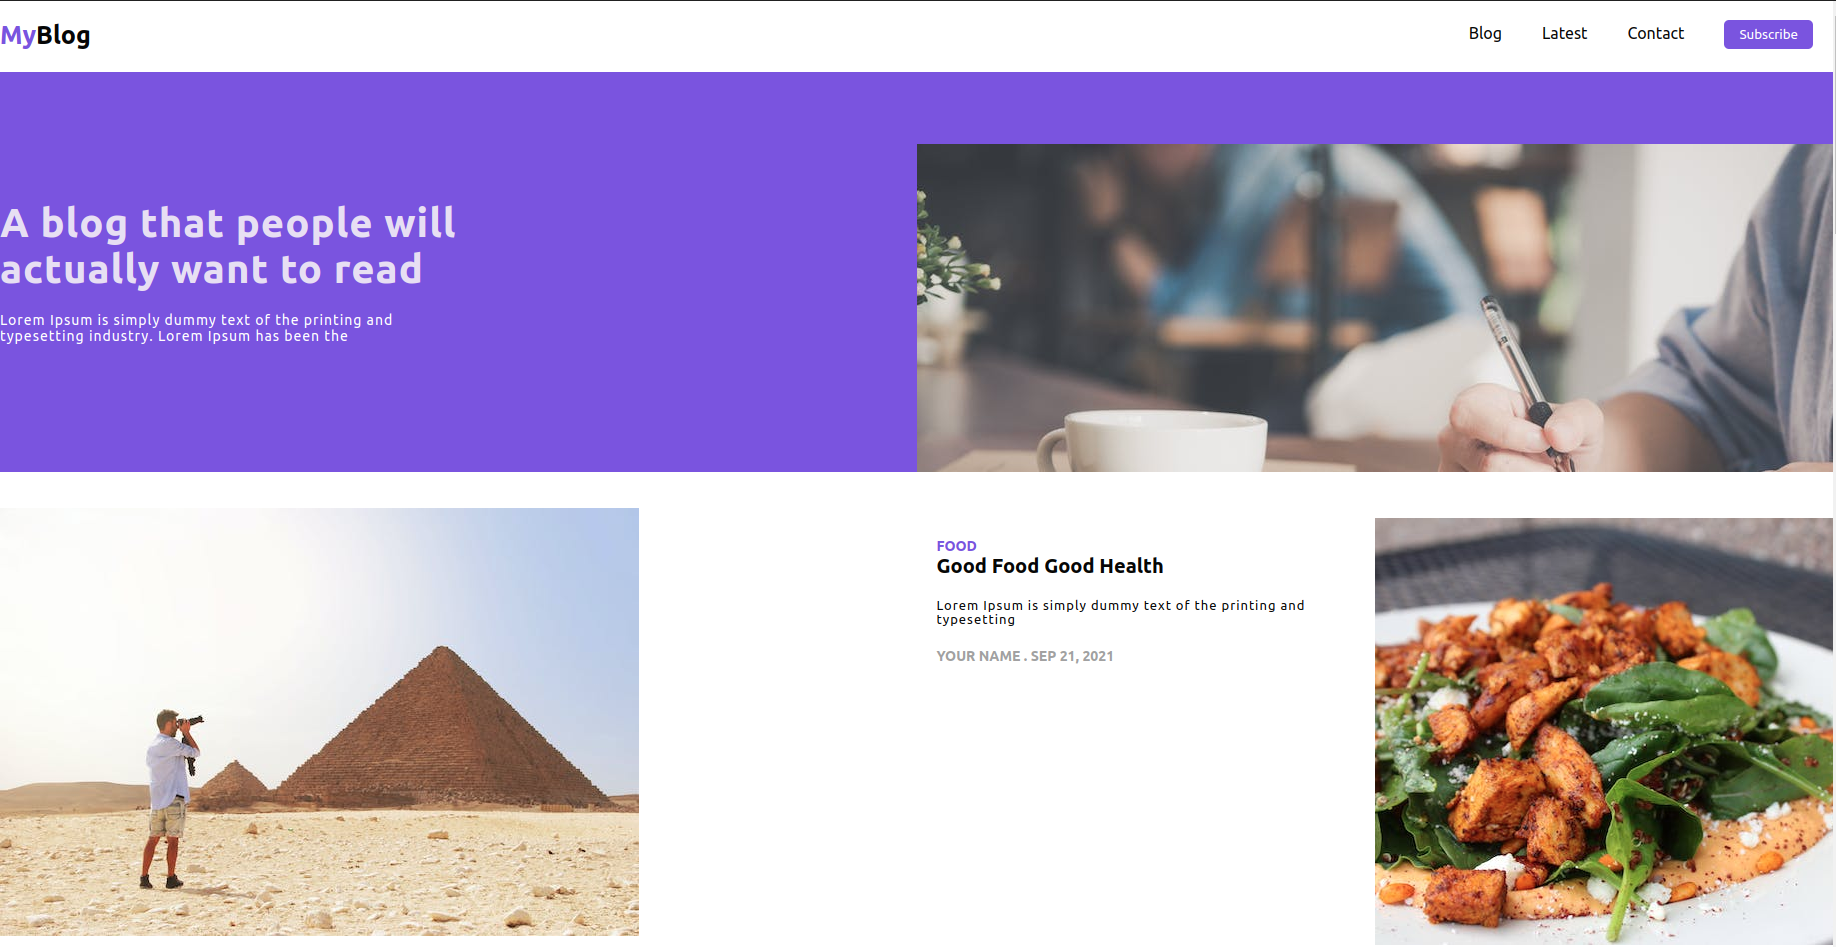 MyBlog
Blog
Latest
Contact
Subscribe
A blog that people will
actually want to read
Lorem Ipsum is simply dummy text of the printing and
typesetting industry. Lorem Ipsum has been the
FOOD
Good Food Good Health
Lorem Ipsum is simply dummy text of the printing and
typesetting
YOUR NAME . SEP 21, 2021